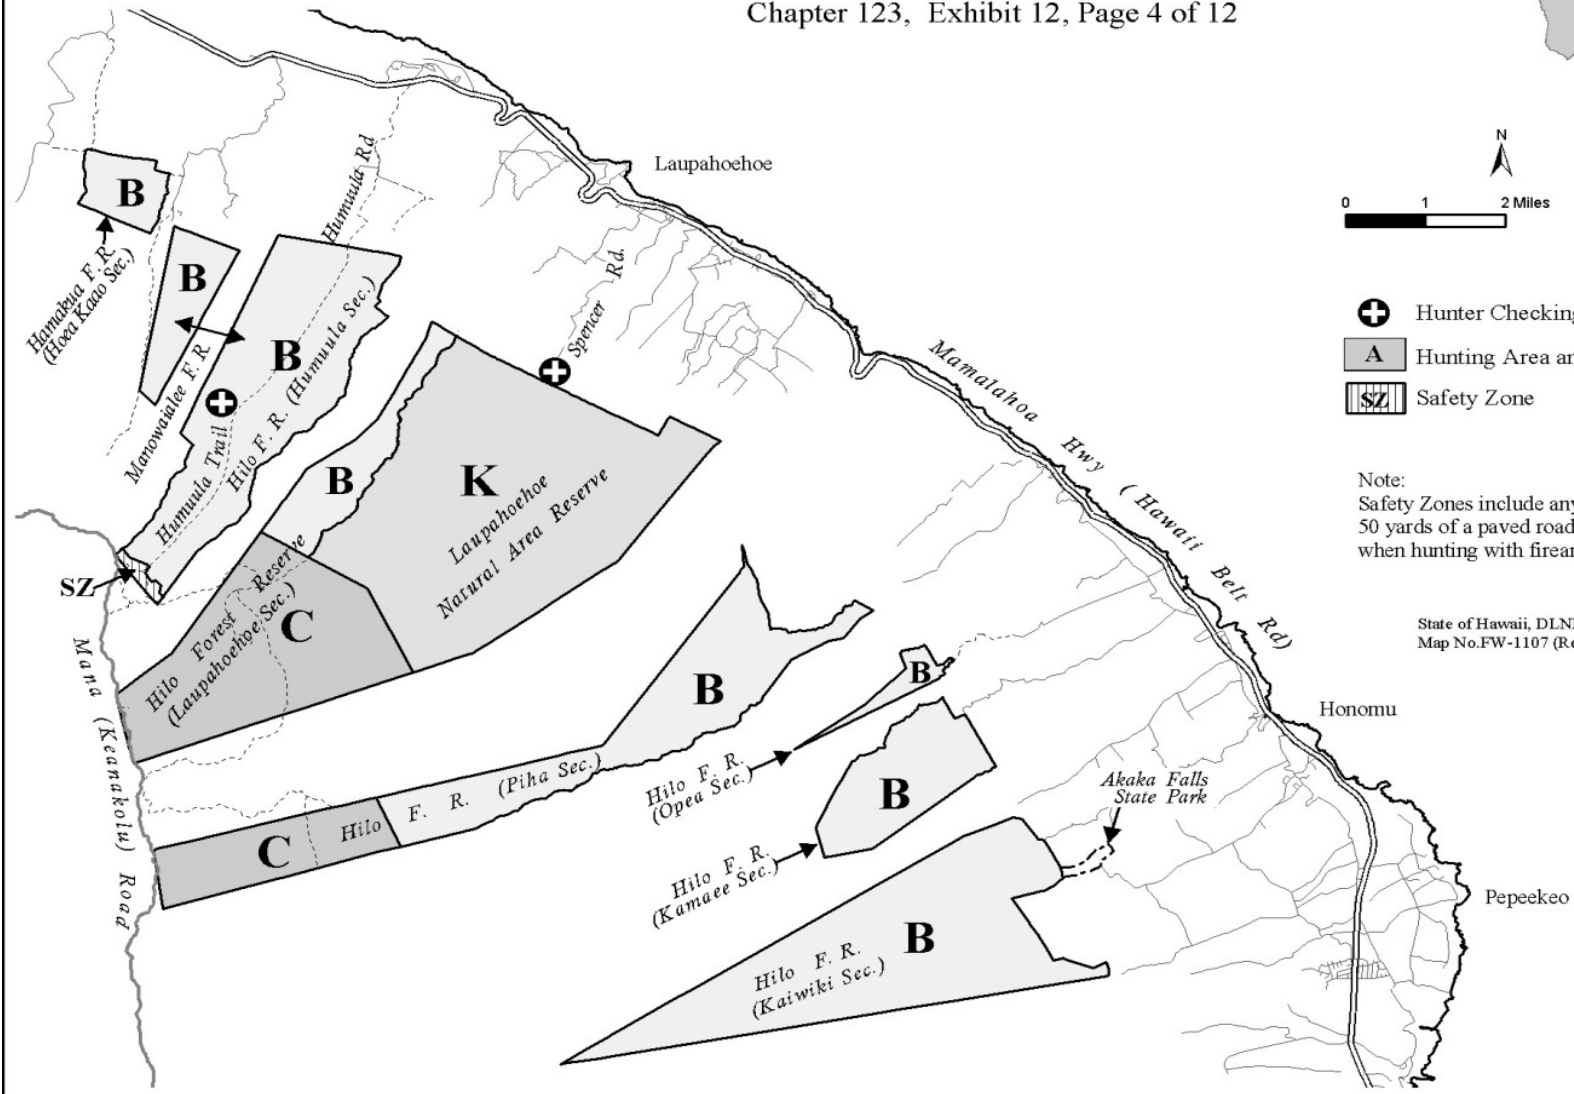 Chapter 123, Exhibit 12, Page 4 of 12
Laupahoehoe
N
0 1 2 Miles
Hunter Checking
A Hunting Area an
SZ Safety Zone
Note:
Safety Zones include any
50 yards of a paved road
when hunting with firear
State of Hawaii, DLN
Map No.FW-1107 (Re
B
Hamakua F. R.
(Hoea Kaao Sec.)
B
Manowaialee F. R.
Humuula Rd
B
Hilo F. R. (Humuula Sec.)
Humuula Trail
Spencer Rd.
B
K
Laupahoehoe
Natural Area Reserve
SZ
C
Hilo Forest Reserve
(Laupahoehoe Sec.)
Mana (Keanakolu) Road
Mamalahoa Hwy (Hawaii Belt Rd)
B
C
Hilo F. R. (Piha Sec.)
B
Hilo F. R.
(Opea Sec.)
B
Hilo F. R.
(Kamaee Sec.)
Akaka Falls
State Park
Honomu
Pepeekeo
B
Hilo F. R.
(Kaiwiki Sec.)